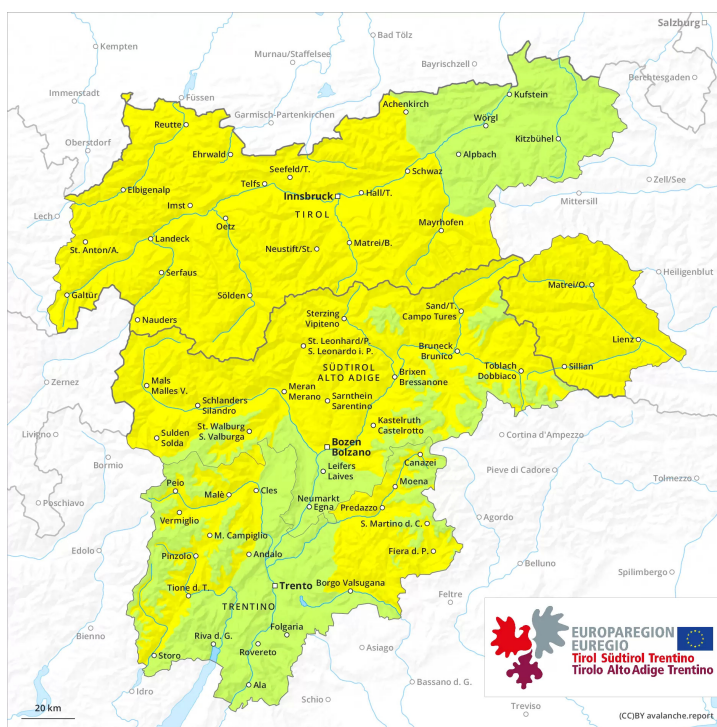 Salzburg
Kempten
Bad Tölz
Murnau/Staffelsee
Bayrischzell
Berchtesgaden
Immenstadt
Füssen
Garmisch-Partenkirchen
Achenkirch
Kufstein
Reutte
Wörgl
Oberstdorf
Ehrwald
Kitzbühel
Alpbach
Seefeld/T.
Telfs
Schwaz
Zell/See
Elbigenalp
Innsbruck
Hall/T.
Mittersill
Imst
TIROL
Lech
Oetz
Mayrhofen
St. Anton/A.
Landeck
Neustift/St.
Matrei/B.
Serfaus
Heiligenblut
Galtür
Sölden
Matrei/O.
Nauders
Sterzing
Vipiteno
Sand/T.
Campo Tures
Lienz
St. Leonhard/P.
S. Leonardo i. P.
Bruneck
Brunico
SÜDTIROL
ALTO ADIGE
Toblach
Dobbiaco
Sillian
Zernez
Mals
Malles V.
Meran
Merano
Brixen
Bressanone
Schlanders
Silandro
Sarnthein
Sarentino
St. Walburg
S. Valburga
Kastelruth
Castelrotto
Livigno
Sulden
Solda
Cortina d'Ampezzo
Bozen
Bolzano
Bormio
Leifers
Laives
Canazei
Pieve di Cadore
Tolmezzo
Peio
Malè
Cles
Moena
Poschiavo
Neumarkt
Egna
Predazzo
Vermiglio
Agordo
S. Martino d. C.
M. Campiglio
Edolo
Pinzolo
Andalo
Fiera d. P.
Belluno
Spilimbergo
Tione d. T.
Trento
Borgo Valsugana
Feltre
TRENTINO
Bienno
Folgaria
Riva d. G.
Storo
Rovereto
Asiago
Bassano d. G.
Idro
Ala
Schio
Treviso
EUROPAREGION
EUREGIO
Tirol Südtirol Trentino
Tirolo Alto Adige Trentino
20 km
(CC)BY avalanche.report